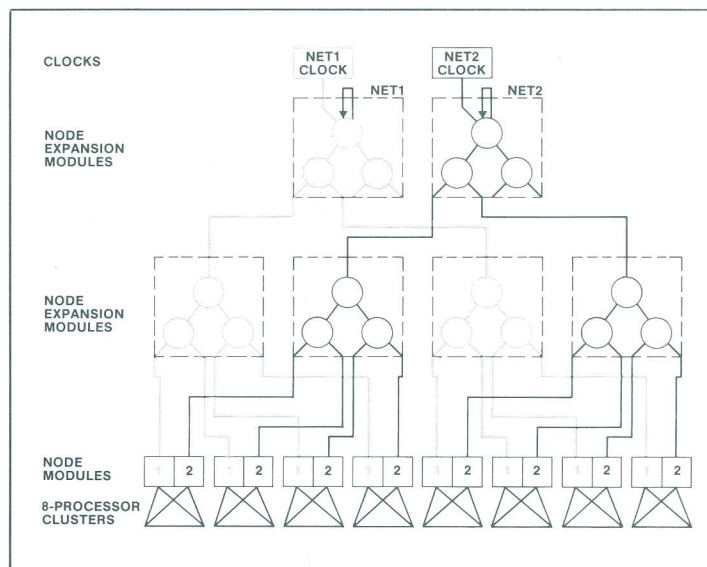 CLOCKS
NET1
CLOCK
NET2
CLOCK
NET1
NET2
NODE
EXPANSION
MODULES
NODE
EXPANSION
MODULES
NODE
MODULES
1 2 1 2 1 2 1 2 1 2 1 2 1 2 1 2
8-PROCESSOR
CLUSTERS